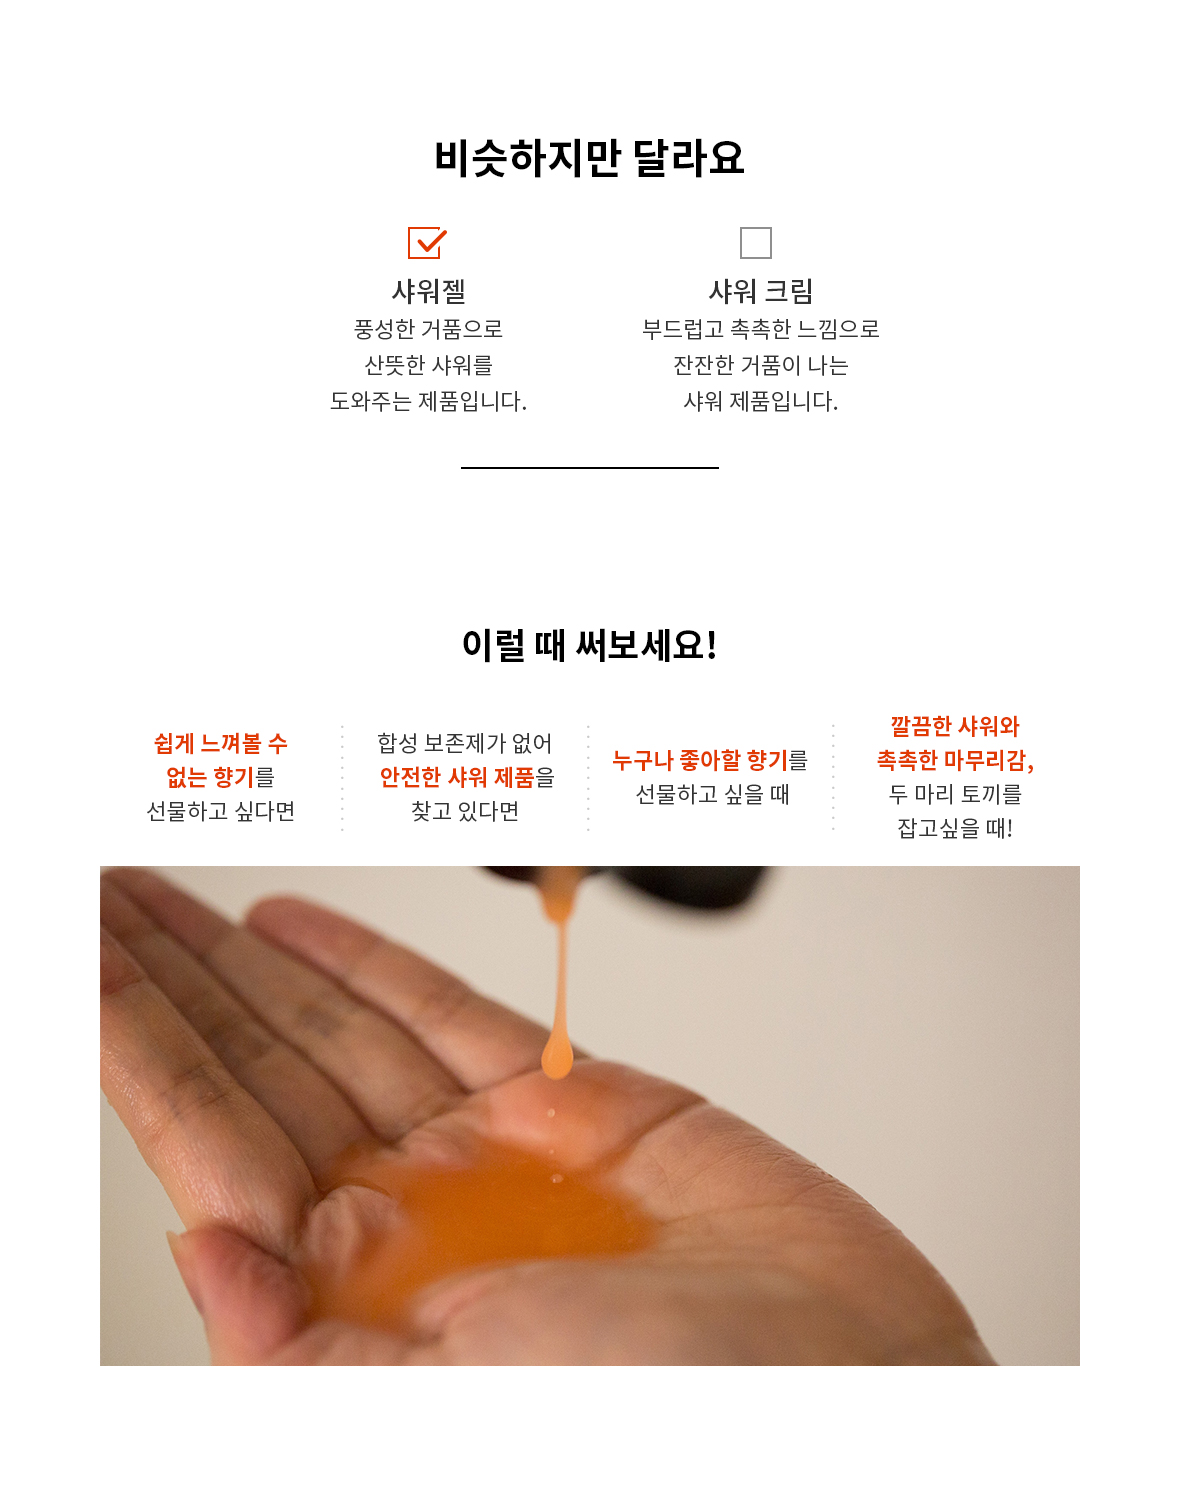 비슷하지만 달라요
샤워젤
풍성한 거품으로
산뜻한 샤워를
도와주는 제품입니다.
샤워 크림
부드럽고 촉촉한 느낌으로
잔잔한 거품이 나는
샤워 제품입니다.
이럴 때 써보세요!
쉽게 느껴볼 수
없는 향기를
선물하고 싶다면
합성 보존제가 없어
안전한 샤워 제품을
찾고 있다면
누구나 좋아할 향기를
선물하고 싶을 때
깔끔한 샤워와
촉촉한 마무리감,
두 마리 토끼를
잡고싶을 때!